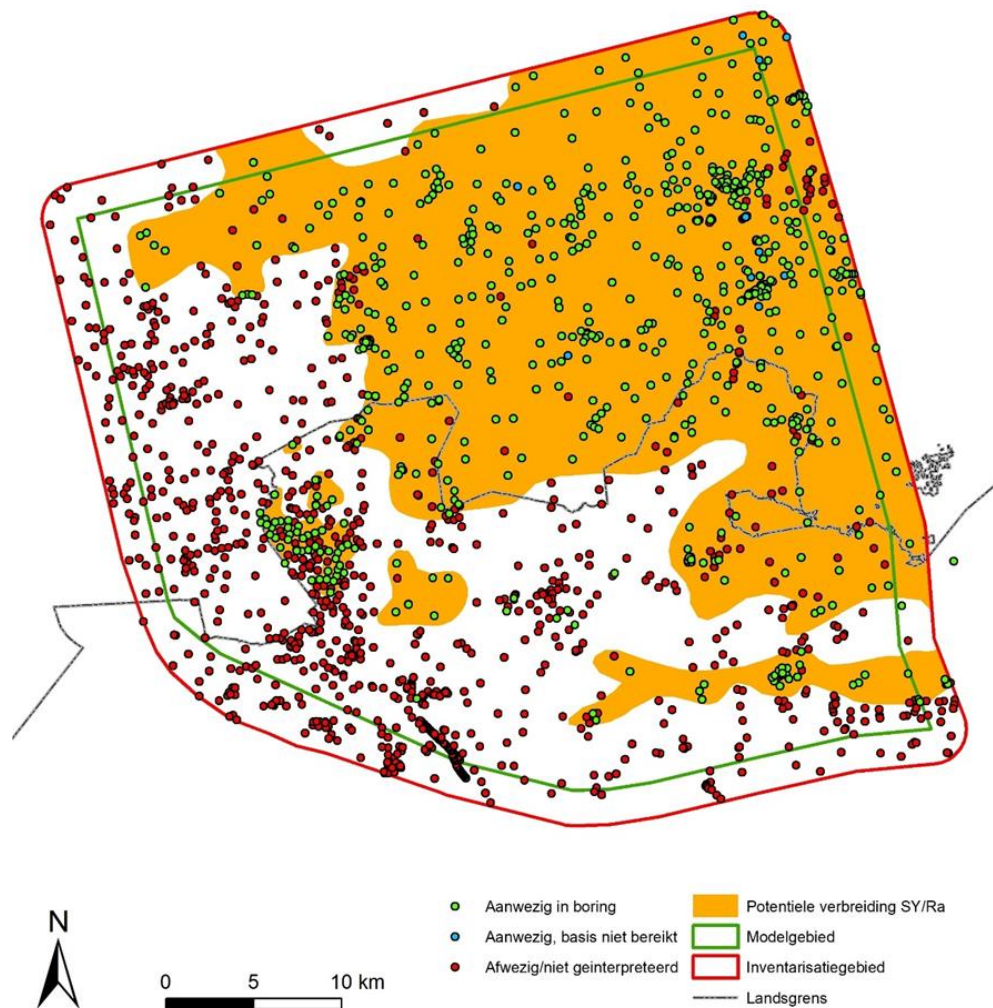 Aanwezig in boring
Aanwezig, basis niet bereikt
Afwezig/niet geinterpreteerd
Potentiele verbreiding SY/Ra
Modelgebied
Inventarisatiegebied
Landsgrens
N
0 5 10 km